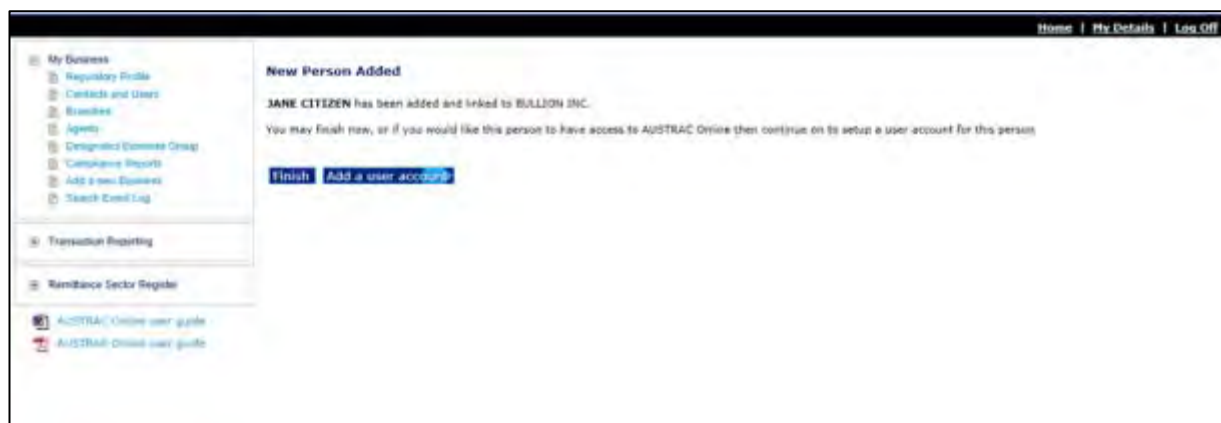 Home | My Details | Log Off
My Business
Regulatory Profile
Contacts and Users
Branches
Agents
Designated Business Group
Compliance Reports
Add a new Business
Search Event Log
Transaction Reporting
Remittance Sector Register
AUSTRAC Online user guide
AUSTRAC Online user guide
New Person Added
JANE CITIZEN has been added and linked to BULLION INC.
You may finish now, or if you would like this person to have access to AUSTRAC Online then continue on to setup a user account for this person
Finish Add a user account